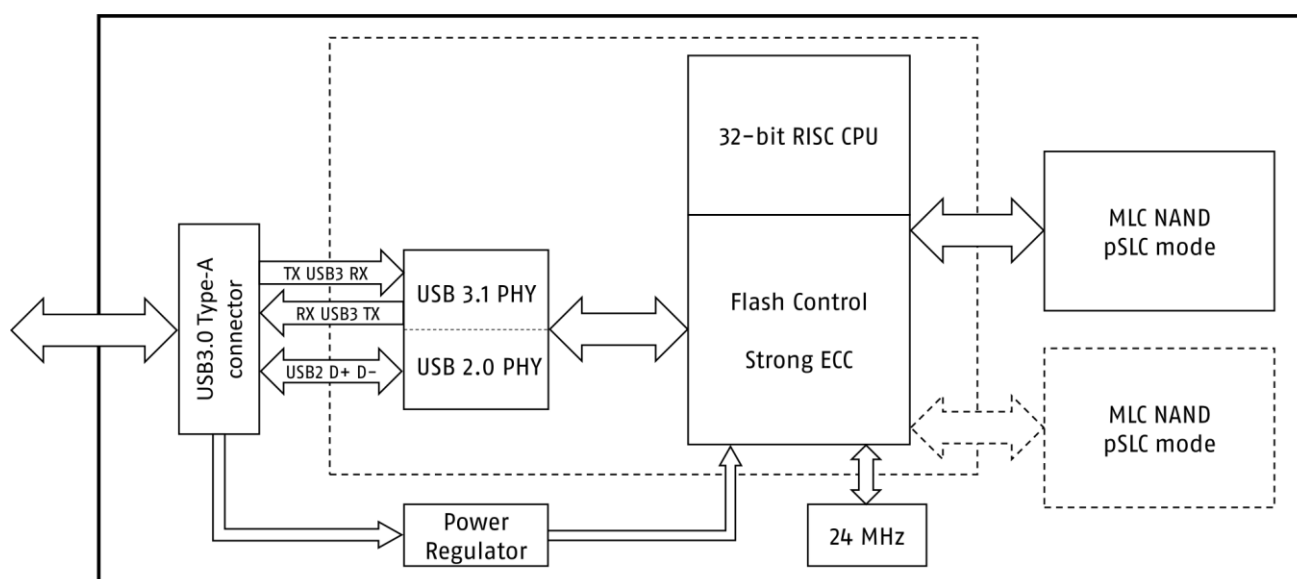 USB3.0 Type-A
connector
TX USB3 RX
RX USB3 TX
USB2 D+ D-
USB 3.1 PHY
USB 2.0 PHY
32-bit RISC CPU
Flash Control
Strong ECC
MLC NAND
pSLC mode
MLC NAND
pSLC mode
Power
Regulator
24 MHz